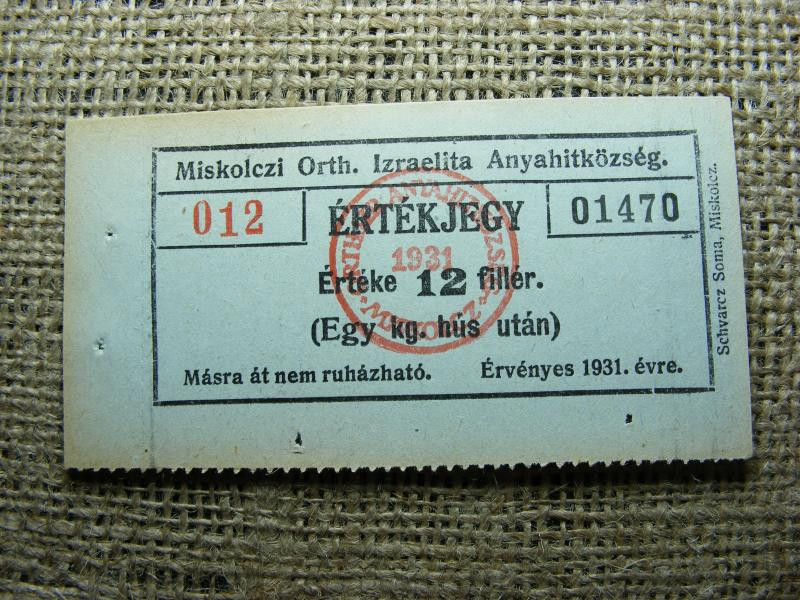 Miskolczi Orth. Izraelita Anyahitközség.
012
ÉRTÉKJEGY
01470
1931
Értéke 12 fillér.
(Egy kg. hús után)
Másra át nem ruházható. Érvényes 1931. évre.
Schvarcz Soma, Miskolcz.